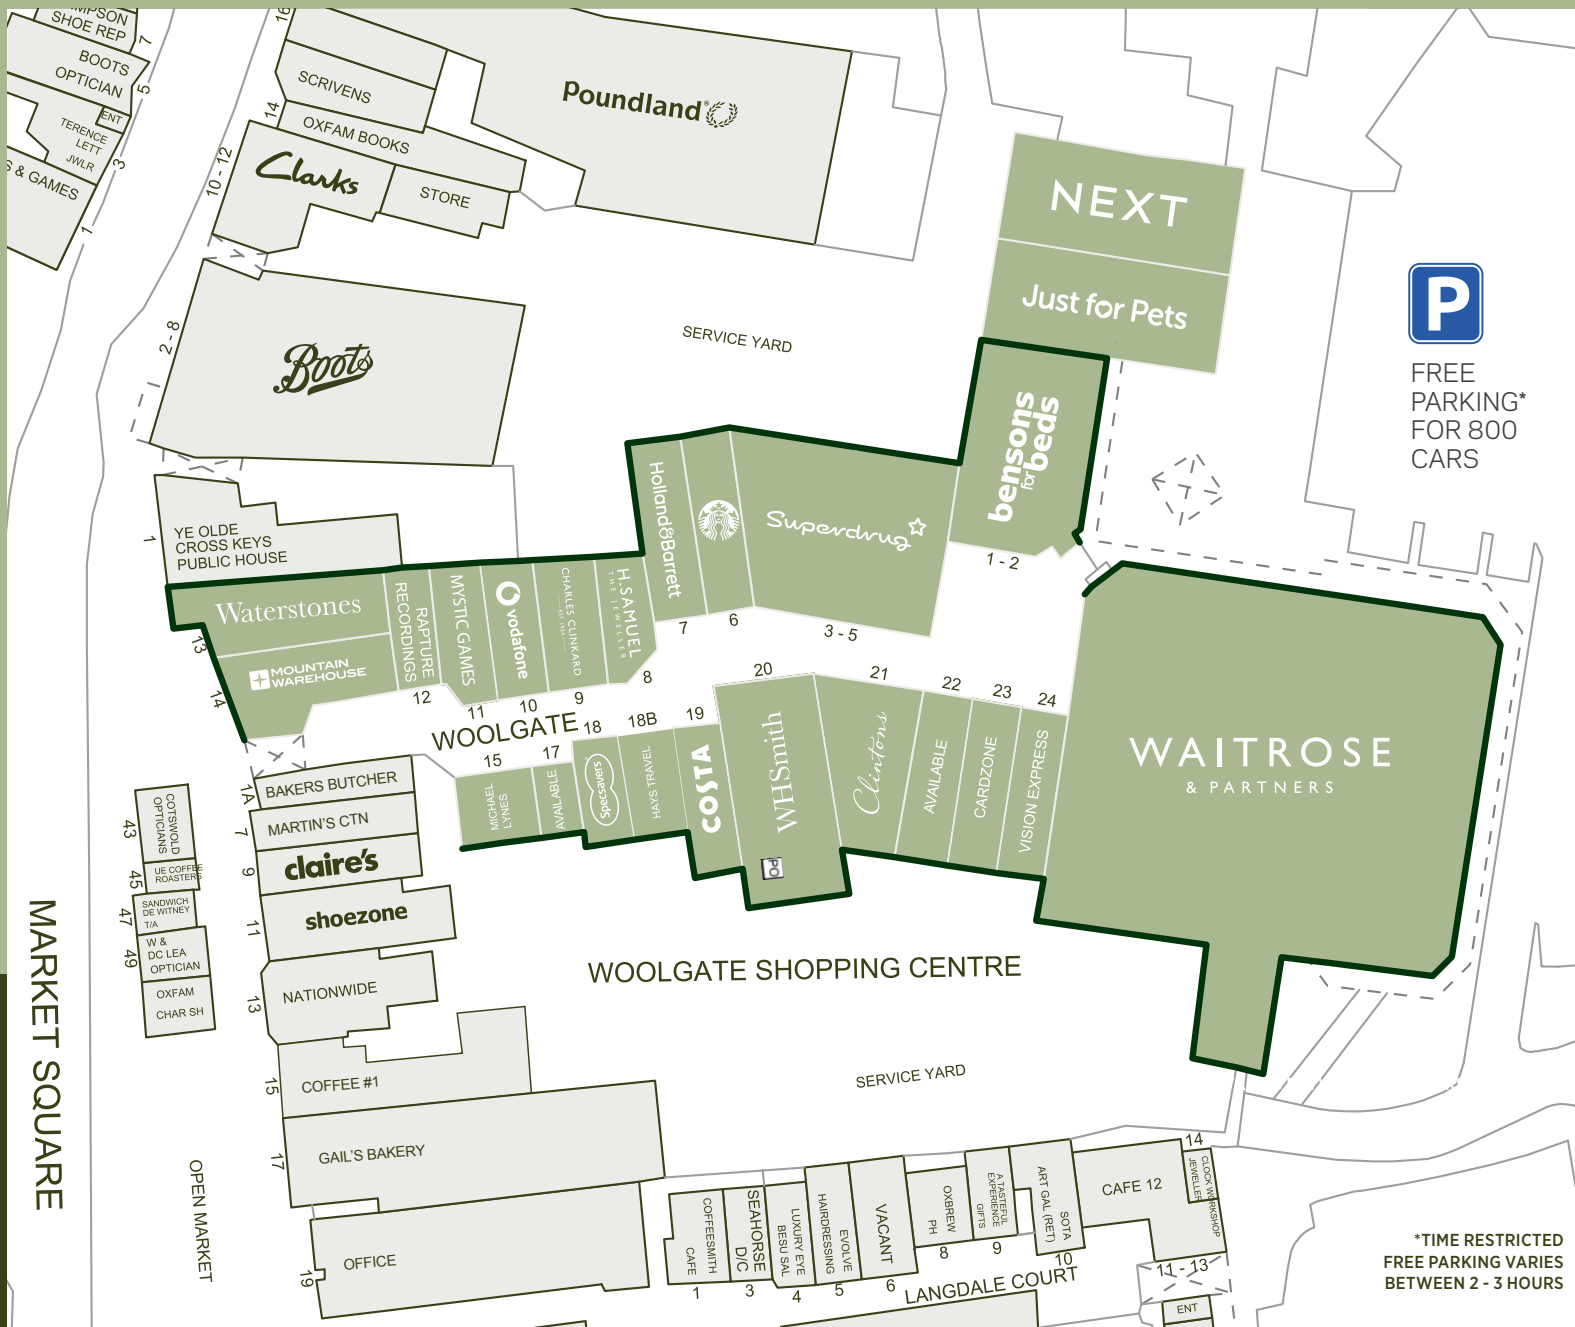 MPSON
SHOE REP
7
BOOTS
OPTICIAN
5
ENT
TERENCE
LETT
JWLR
3
S & GAMES
1
16
SCRIVENS
14
OXFAM BOOKS
10 - 12
Clarks
STORE
Poundland
2 - 8
Boots
SERVICE YARD
NEXT
Just for Pets
P
FREE
PARKING*
FOR 800
CARS
bensons
for
beds
1 - 2
1
YE OLDE
CROSS KEYS
PUBLIC HOUSE
Holland&Barrett
7
6
Superdrug
3 - 5
Waterstones
13
MOUNTAIN
WAREHOUSE
14
RAPTURE
RECORDINGS
12
MYSTIC GAMES
11
vodafone
10
CHARLES CLINKARD
EST 1924
9
H.SAMUEL
THE JEWELLER
8
WOOLGATE
15
MICHAEL
LYNES
17
AVAILABLE
18
Specsavers
18B
HAYS TRAVEL
19
COSTA
20
WHSmith
PO
21
Clintons
22
AVAILABLE
23
CARDZONE
24
VISION EXPRESS
WAITROSE
& PARTNERS
1A
BAKERS BUTCHER
7
MARTIN'S CTN
9
claire's
11
shoezone
13
NATIONWIDE
15
COFFEE #1
17
GAIL'S BAKERY
19
OFFICE
43
COTSWOLD
OPTICIANS
45
UE COFFEE
ROASTERS
47
SANDWICH
DE WITNEY
T/A
49
W &
DC LEA
OPTICIAN
OXFAM
CHAR SH
MARKET SQUARE
OPEN MARKET
WOOLGATE SHOPPING CENTRE
SERVICE YARD
COFFEESMITH
CAFE
1
SEAHORSE
D/C
3
LUXURY EYE
BESU SAL
4
EVOLVE
HAIRDRESSING
5
VACANT
6
OXBREW
PH
8
A TASTEFUL
EXPERIENCE
GIFTS
9
SOTA
ART GAL (RET)
10
CAFE 12
11 - 13
14
CLOCK WORKSHOP
JEWELLER
LANGDALE COURT
ENT
*TIME RESTRICTED
FREE PARKING VARIES
BETWEEN 2 - 3 HOURS